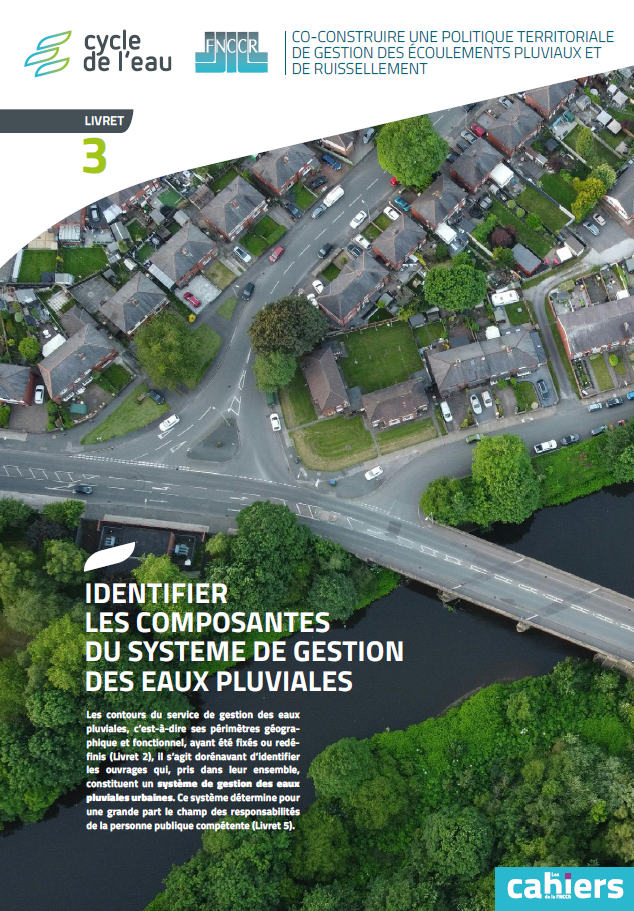 cycle
de l'eau
FNCCR
CO-CONSTRUIRE UNE POLITIQUE TERRITORIALE
DE GESTION DES ÉCOULEMENTS PLUVIAUX ET
DE RUISSELLEMENT
LIVRET
3
IDENTIFIER
LES COMPOSANTES
DU SYSTEME DE GESTION
DES EAUX PLUVIALES
Les contours du service de gestion des eaux
pluviales, c'est-à-dire ses périmètres géogra-
phique et fonctionnel, ayant été fixés ou redé-
finis (Livret 2), il s'agit dorénavant d'identifier
les ouvrages qui, pris dans leur ensemble,
constituent un système de gestion des eaux
pluviales urbaines. Ce système détermine pour
une grande part le champ des responsabilités
de la personne publique compétente (Livret 5).
Les
cahiers
de la FNCCR